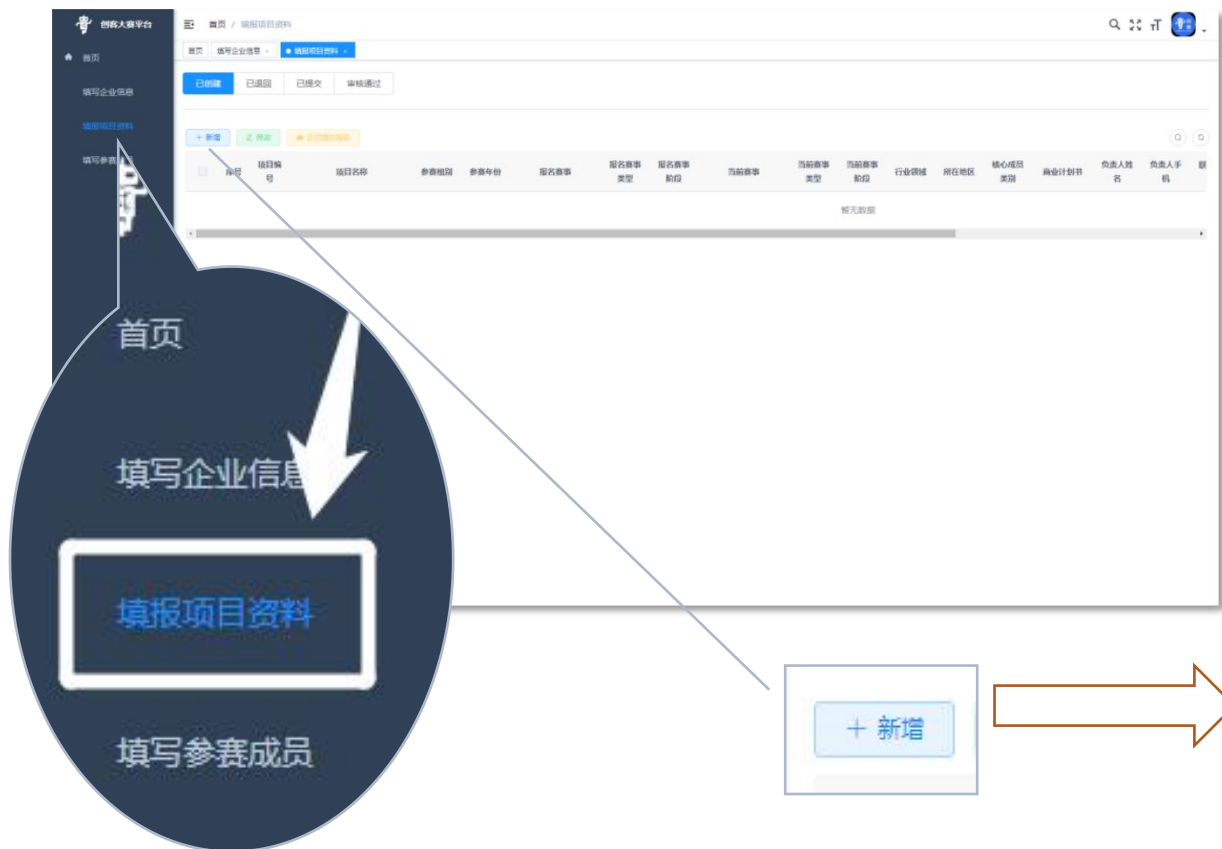 创客大赛平台
首页 / 填报项目资料
首页
填写企业信息
填报项目资料
首页
填写企业信息
填报项目资料
填写参赛
已创建
已退回
已提交
审核通过
+ 新增
修改
序号
项目编号
项目名称
参赛组别
参赛年份
报名赛事
报名赛事类型
报名赛事阶段
当前赛事
当前赛事类型
当前赛事阶段
行业领域
所在地区
核心成员类别
商业计划书
负责人姓名
负责人手机
暂无数据
首页
填写企业信息
填报项目资料
填写参赛成员
+ 新增